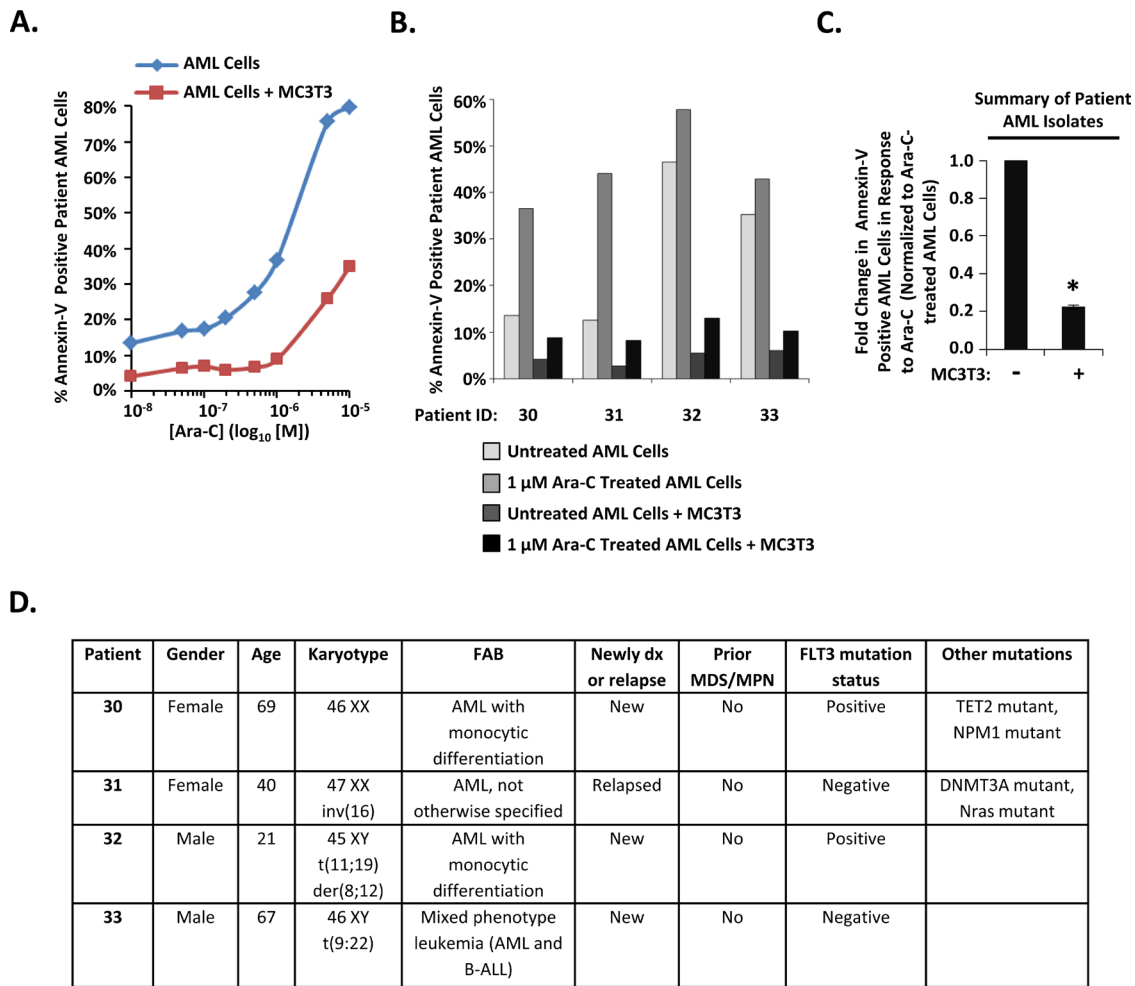 A.
AML Cells
AML Cells + MC3T3
% Annexin-V Positive Patient AML Cells
80%
70%
60%
50%
40%
30%
20%
10%
0%
10-8
10-7
10-6
10-5
[Ara-C] (log10 [M])
B.
% Annexin-V Positive Patient AML Cells
60%
50%
40%
30%
20%
10%
0%
Patient ID: 30 31 32 33
Untreated AML Cells
1 µM Ara-C Treated AML Cells
Untreated AML Cells + MC3T3
1 µM Ara-C Treated AML Cells + MC3T3
C.
Summary of Patient
AML Isolates
Fold Change in Annexin-V
Positive AML Cells in Response
to Ara-C (Normalized to Ara-C-
treated AML Cells)
1.0
0.8
0.6
0.4
0.2
0.0
*
MC3T3: - +
D.
Patient Gender Age Karyotype FAB Newly dx or relapse Prior MDS/MPN FLT3 mutation status Other mutations
30 Female 69 46 XX AML with monocytic differentiation New No Positive TET2 mutant, NPM1 mutant
31 Female 40 47 XX inv(16) AML, not otherwise specified Relapsed No Negative DNMT3A mutant, Nras mutant
32 Male 21 45 XY t(11;19) der(8;12) AML with monocytic differentiation New No Positive
33 Male 67 46 XY t(9:22) Mixed phenotype leukemia (AML and B-ALL) New No Negative